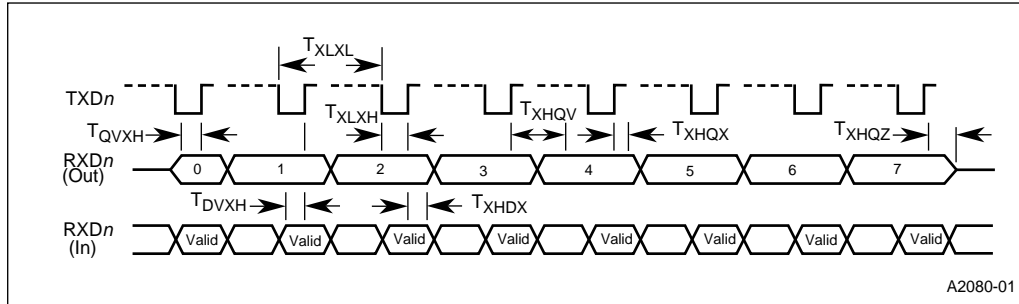 TXLXL
TXDn
TXLXH
TXHQV
TQVXH
TXHQX
TXHQZ
RXDn
(Out)
0 1 2 3 4 5 6 7
TDVXH
TXHDX
RXDn
(In)
Valid Valid Valid Valid Valid Valid Valid Valid
A2080-01